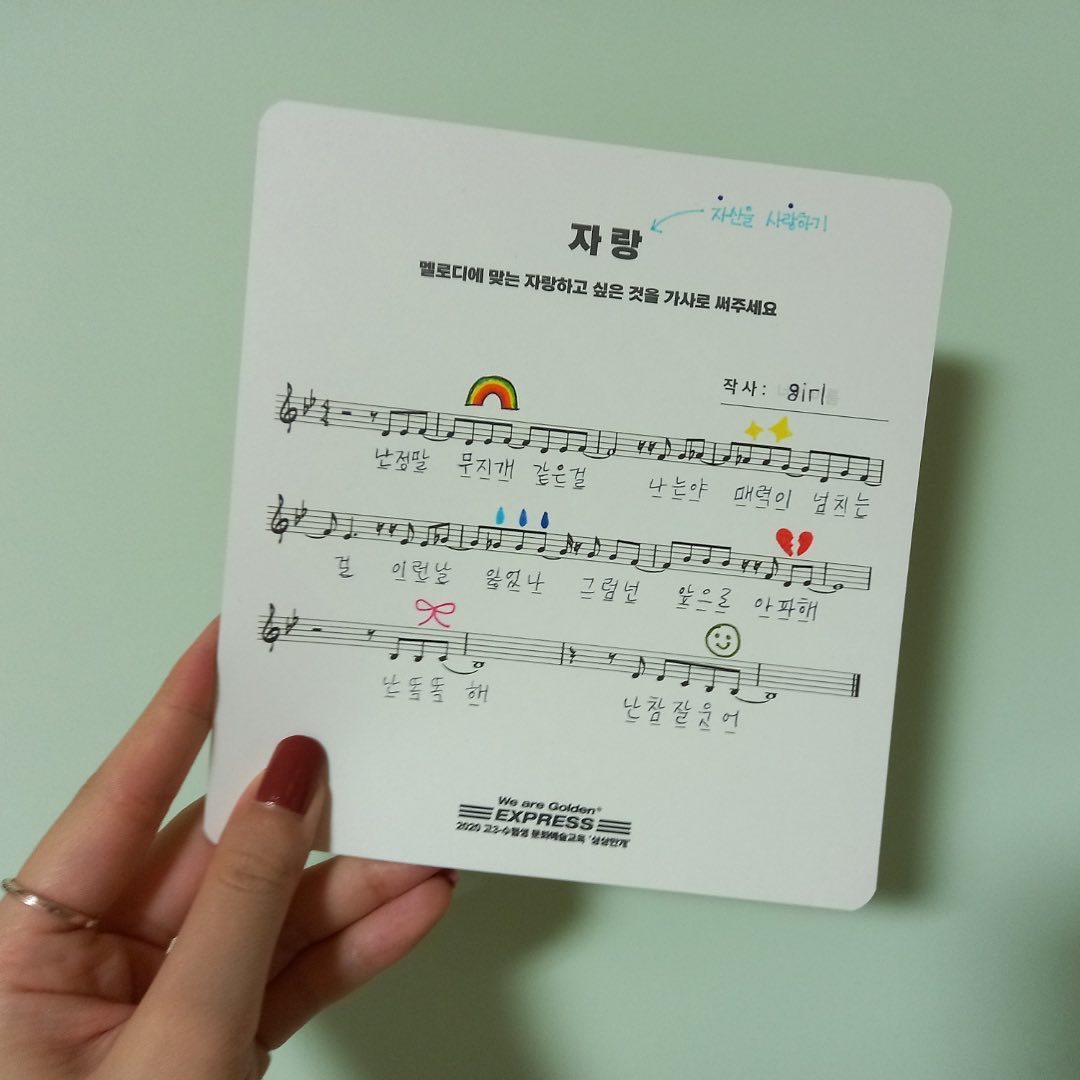 자산을 사랑하기
자랑
멜로디에 맞는 자랑하고 싶은 것을 가사로 써주세요
작사: girl
난정말 무지개 같은걸 나는야 매력이 넘치는
걸 이런날 잃었나 그럼넌 앞으로 아파해
난똑똑해 난참잘웃어
We are Golden®
EXPRESS
2020 고3·수험생 문화예술교육 '상상만개'